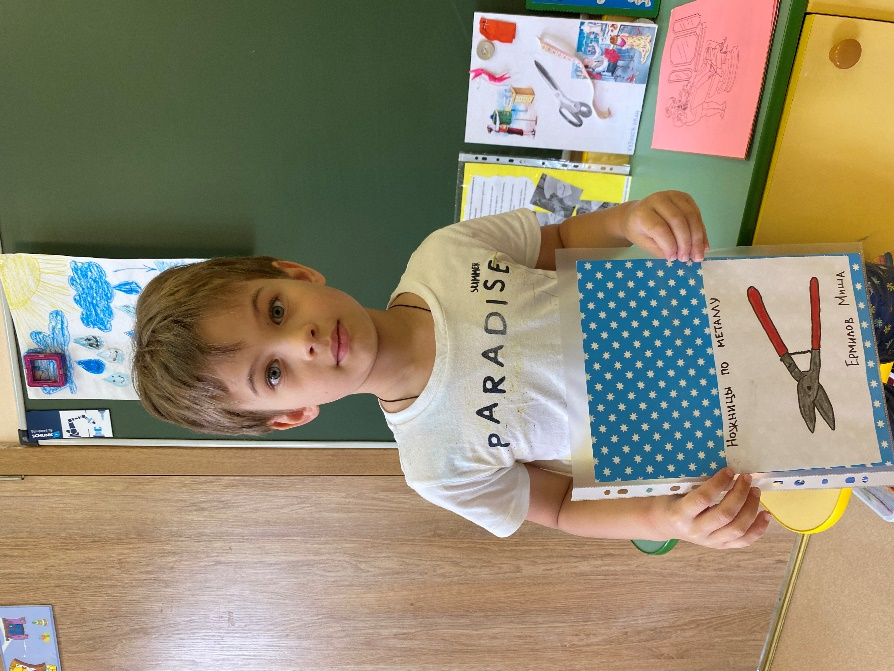 SUMMER
PARADISE
Ножницы по металлу
Ермилов Миша